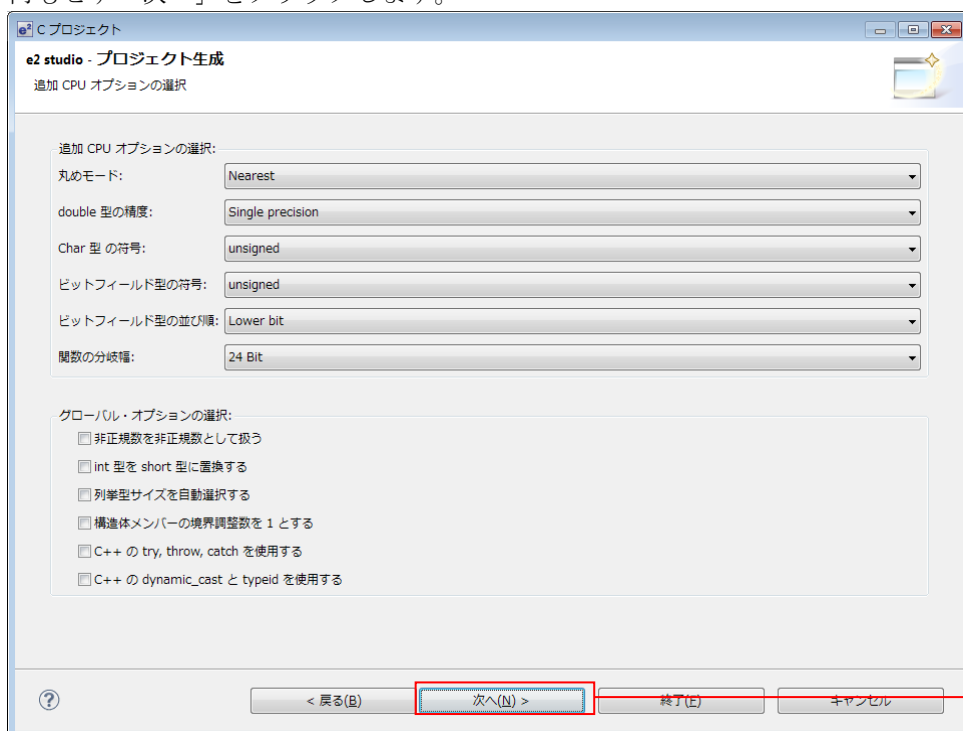 e² C プロジェクト
e2 studio - プロジェクト生成
追加 CPU オプションの選択
追加 CPU オプションの選択:
丸めモード: Nearest
double 型の精度: Single precision
Char 型 の符号: unsigned
ビットフィールド型の符号: unsigned
ビットフィールド型の並び順: Lower bit
関数の分岐幅: 24 Bit
グローバル・オプションの選択:
非正規数を非正規数として扱う
int 型を short 型に置換する
列挙型サイズを自動選択する
構造体メンバーの境界調整数を 1 とする
C++ の try, throw, catch を使用する
C++ の dynamic_cast と typeid を使用する
< 戻る(B) 次へ(N) > 終了(F) キャンセル